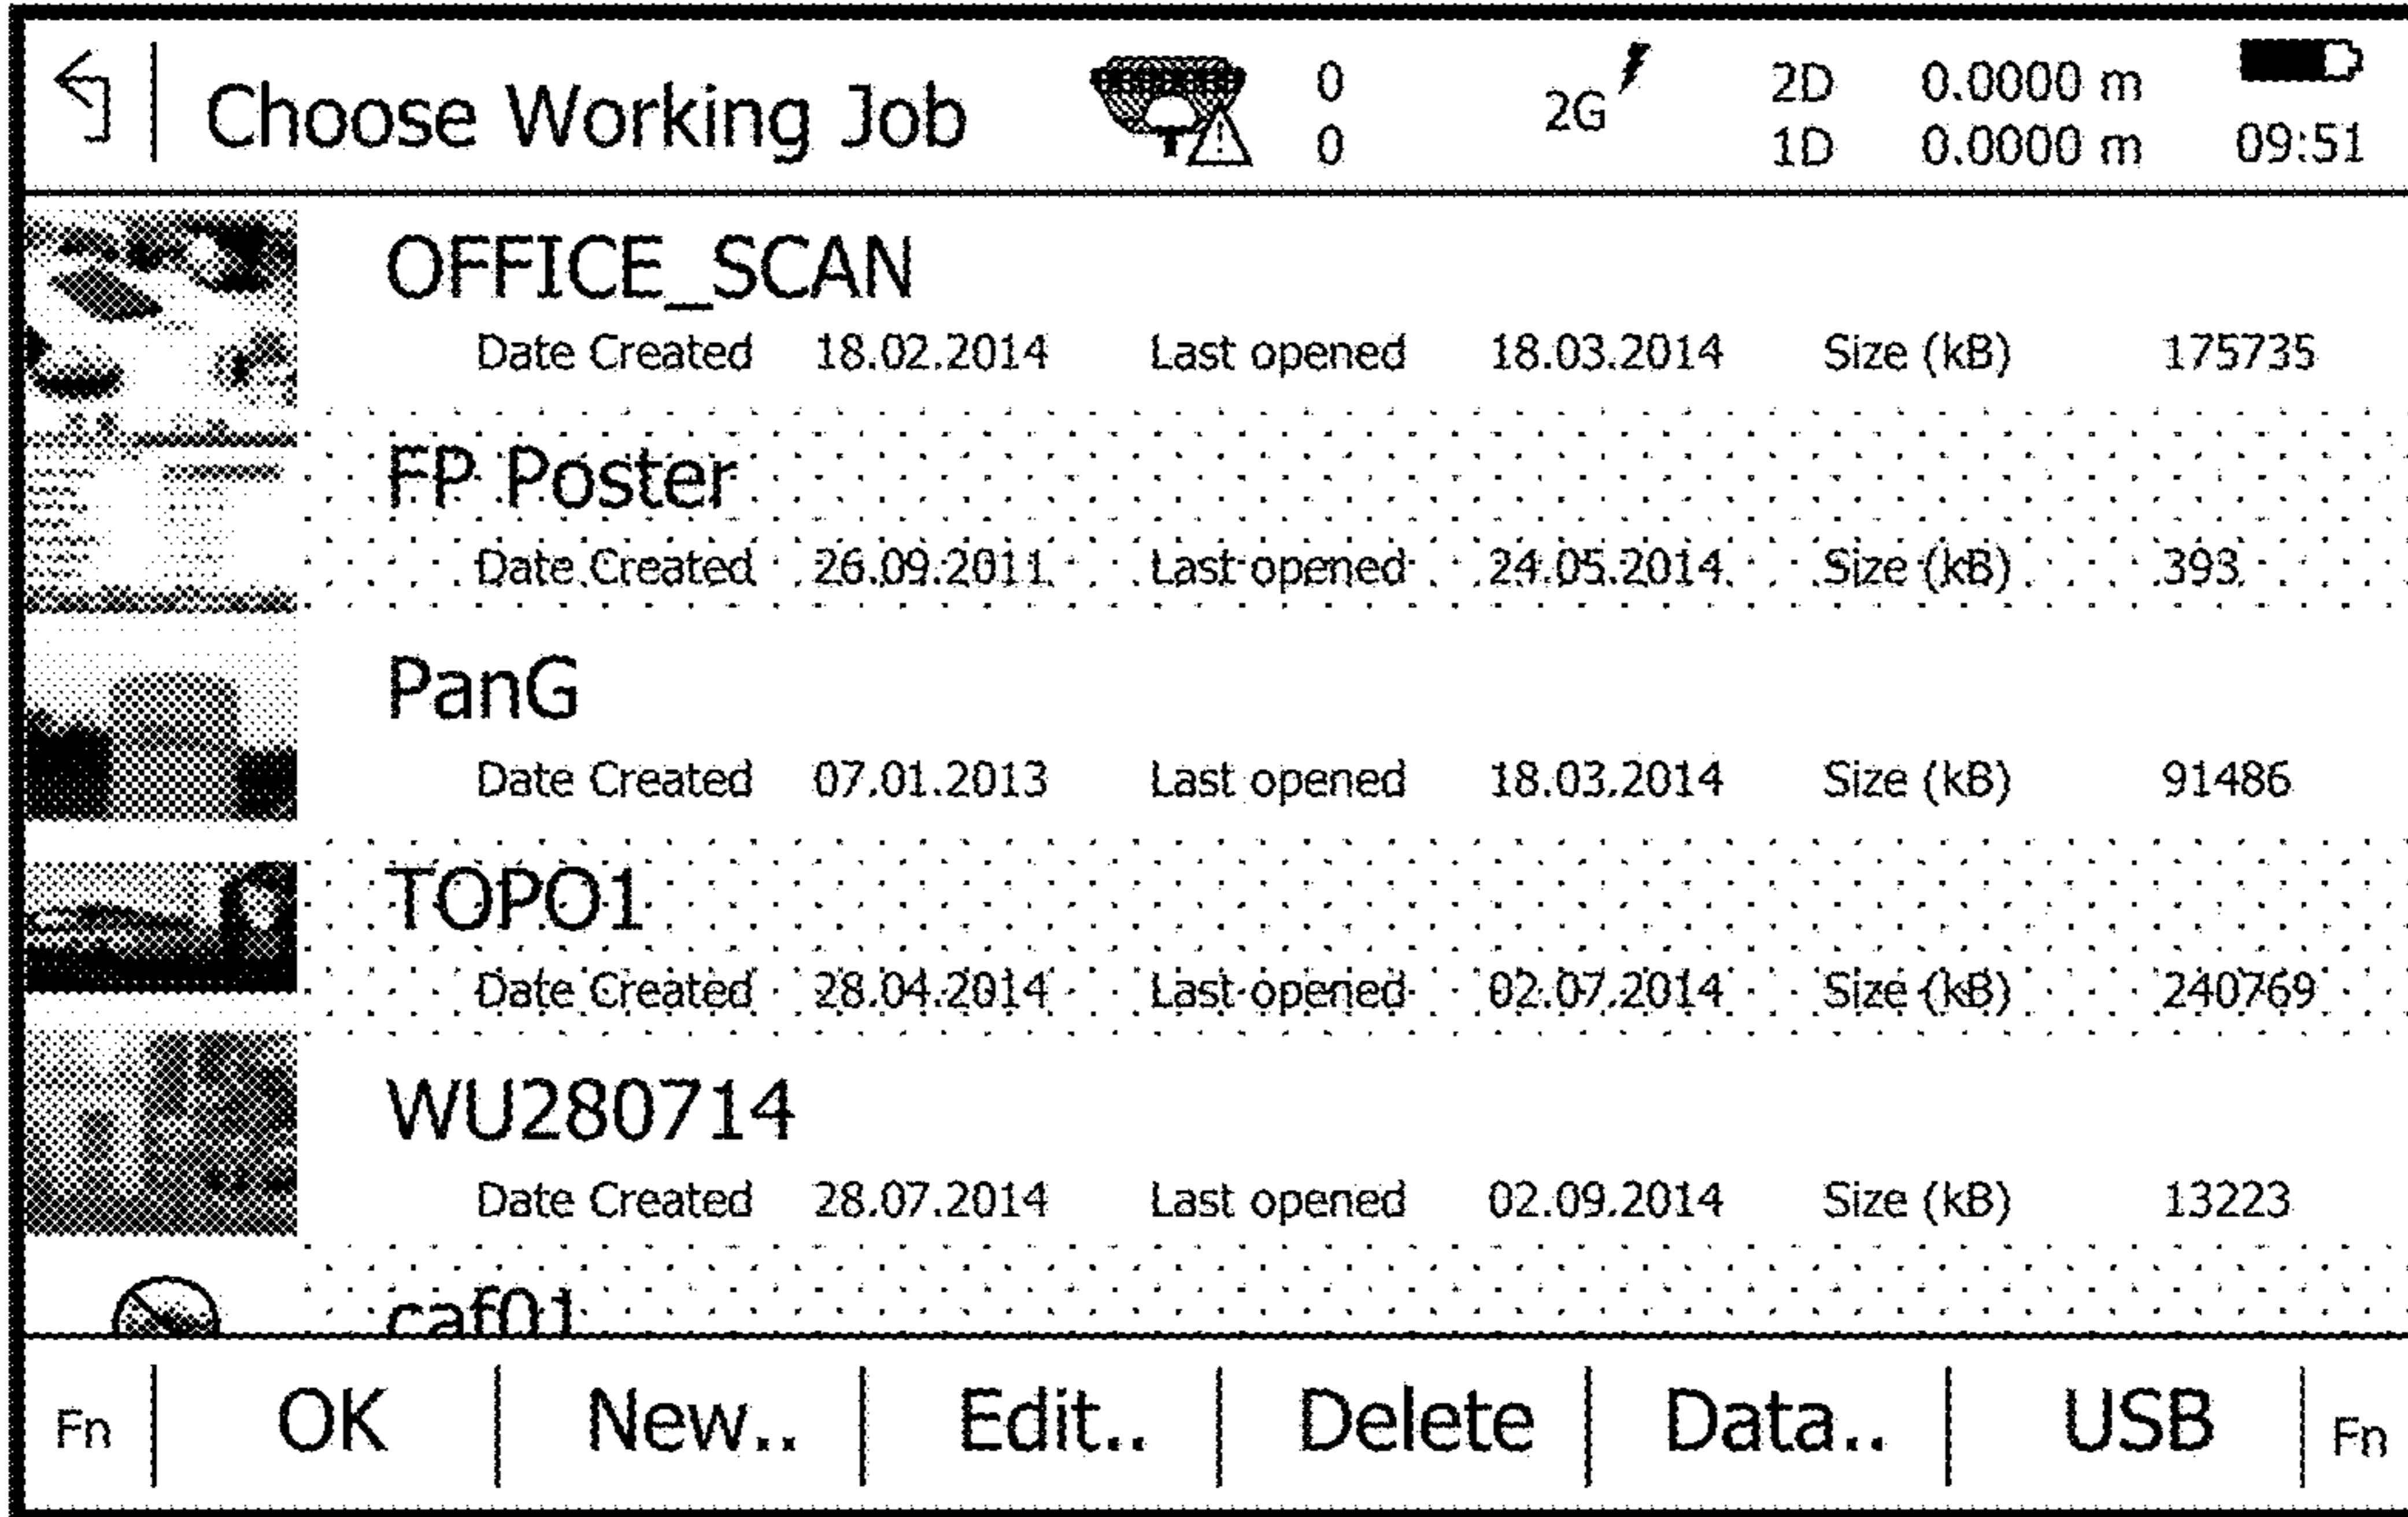 Choose Working Job 0 2G 2D 0.0000 m
0 1D 0.0000 m 09:51
OFFICE_SCAN
Date Created 18.02.2014 Last opened 18.03.2014 Size (kB) 175735
FP Poster
Date Created 26.09.2011 Last opened 24.05.2014 Size (kB) 393
PanG
Date Created 07.01.2013 Last opened 18.03.2014 Size (kB) 91486
TOPO1
Date Created 28.04.2014 Last opened 02.07.2014 Size (kB) 240769
WU280714
Date Created 28.07.2014 Last opened 02.09.2014 Size (kB) 13223
caf01
Fn OK New.. Edit.. Delete Data.. USB Fn